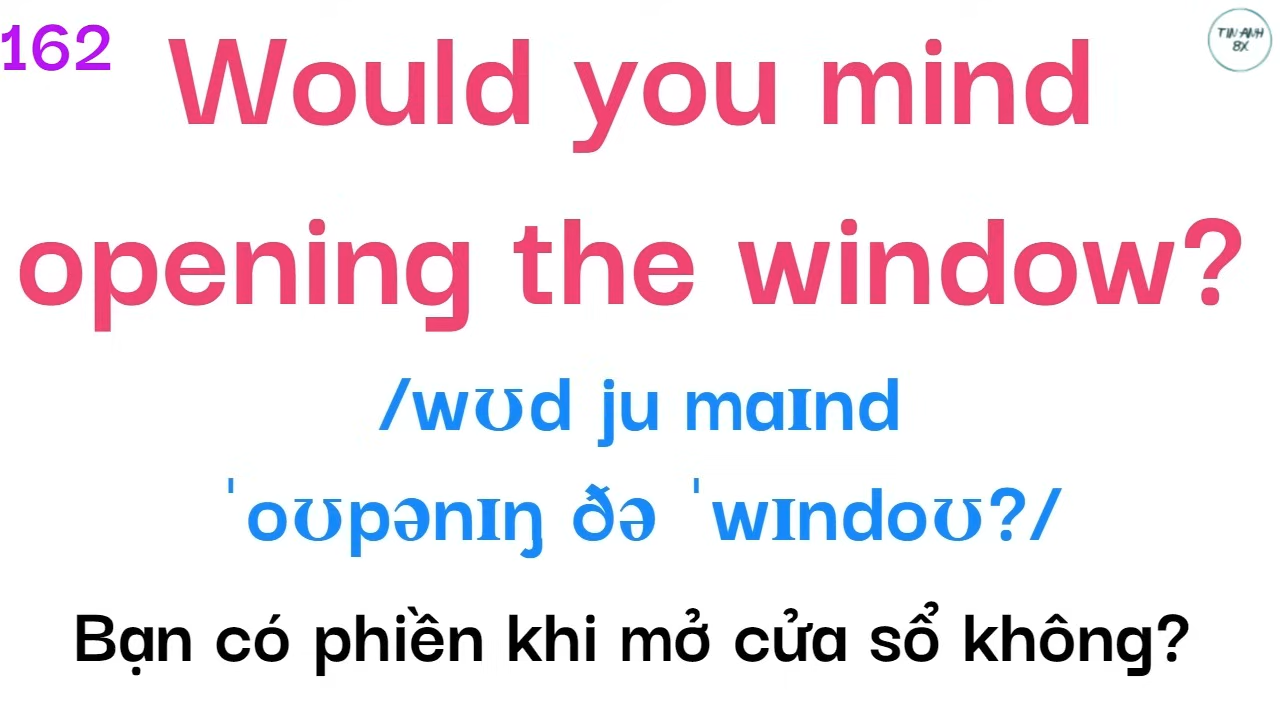 162
Would you mind
opening the window?
/wʊd ju maɪnd
ˈoʊpənɪŋ ðə ˈwɪndoʊ?/
Bạn có phiền khi mở cửa sổ không?
TIN-ANH
8X